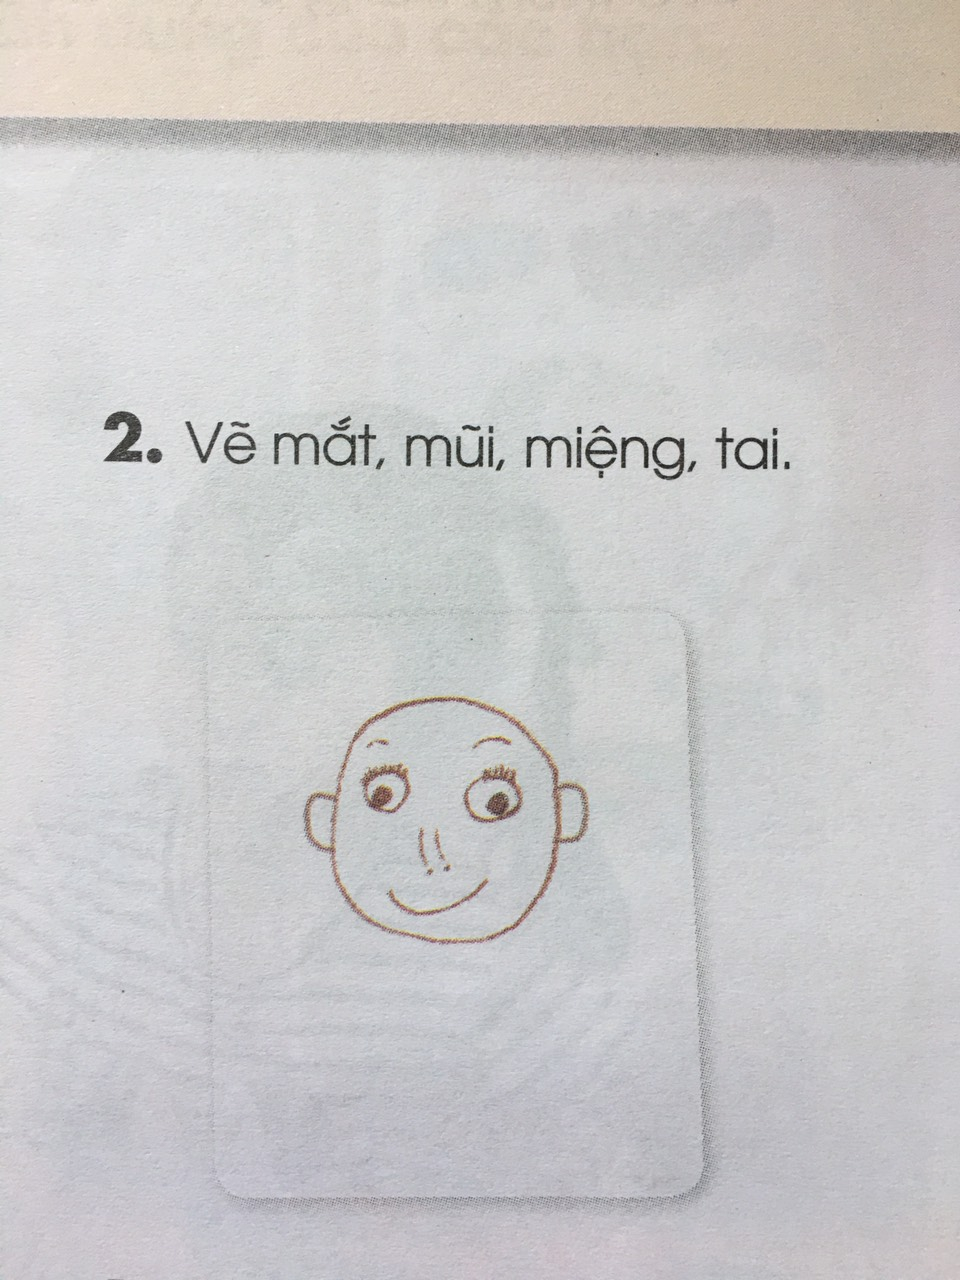 2. Vẽ mắt, mũi, miệng, tai.